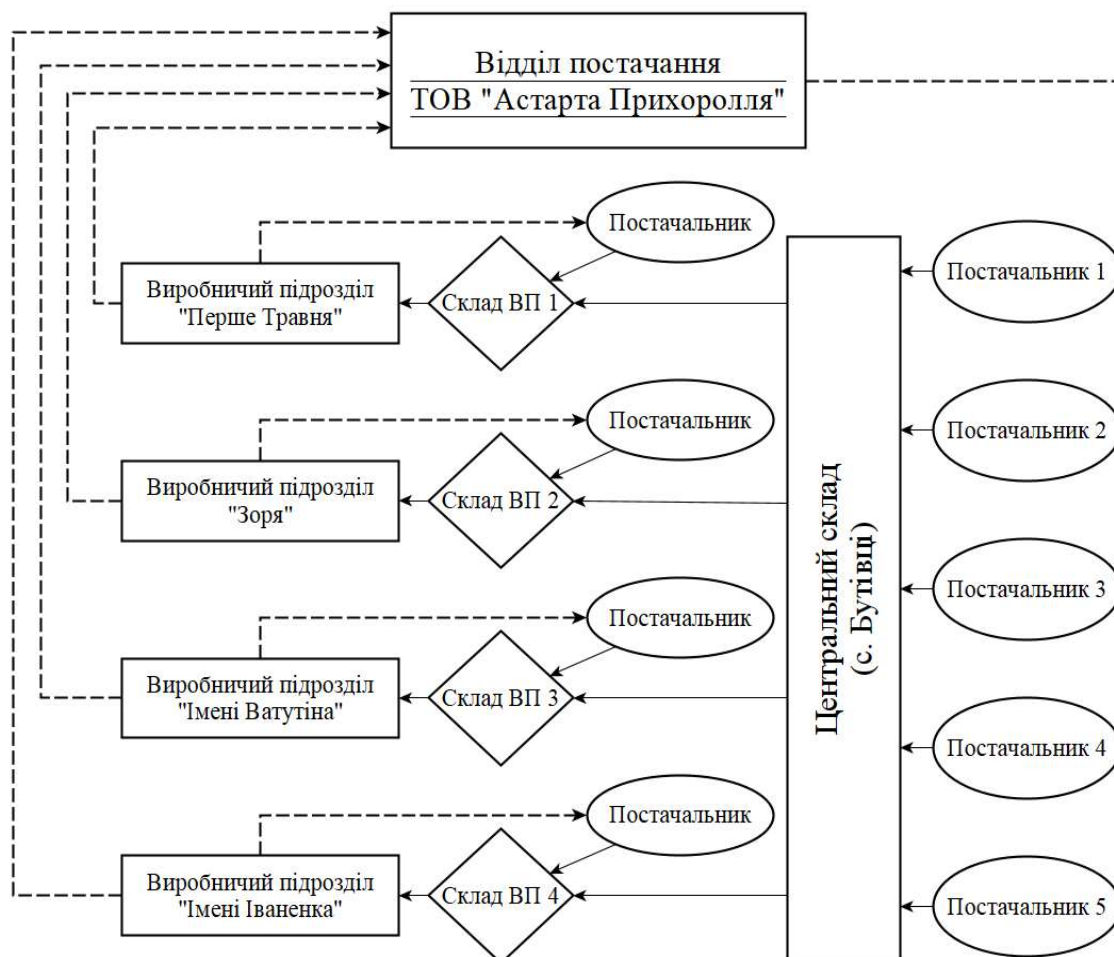 Відділ постачання
ТОВ "Астарта Прихоролля"
Постачальник
Виробничий підрозділ
"Перше Травня"
Склад ВП 1
Постачальник 1
Постачальник
Виробничий підрозділ
"Зоря"
Склад ВП 2
Постачальник 2
Центральний склад
(с. Бутівці)
Постачальник
Виробничий підрозділ
"Імені Ватутіна"
Склад ВП 3
Постачальник 3
Постачальник
Виробничий підрозділ
"Імені Іваненка"
Склад ВП 4
Постачальник 4
Постачальник 5